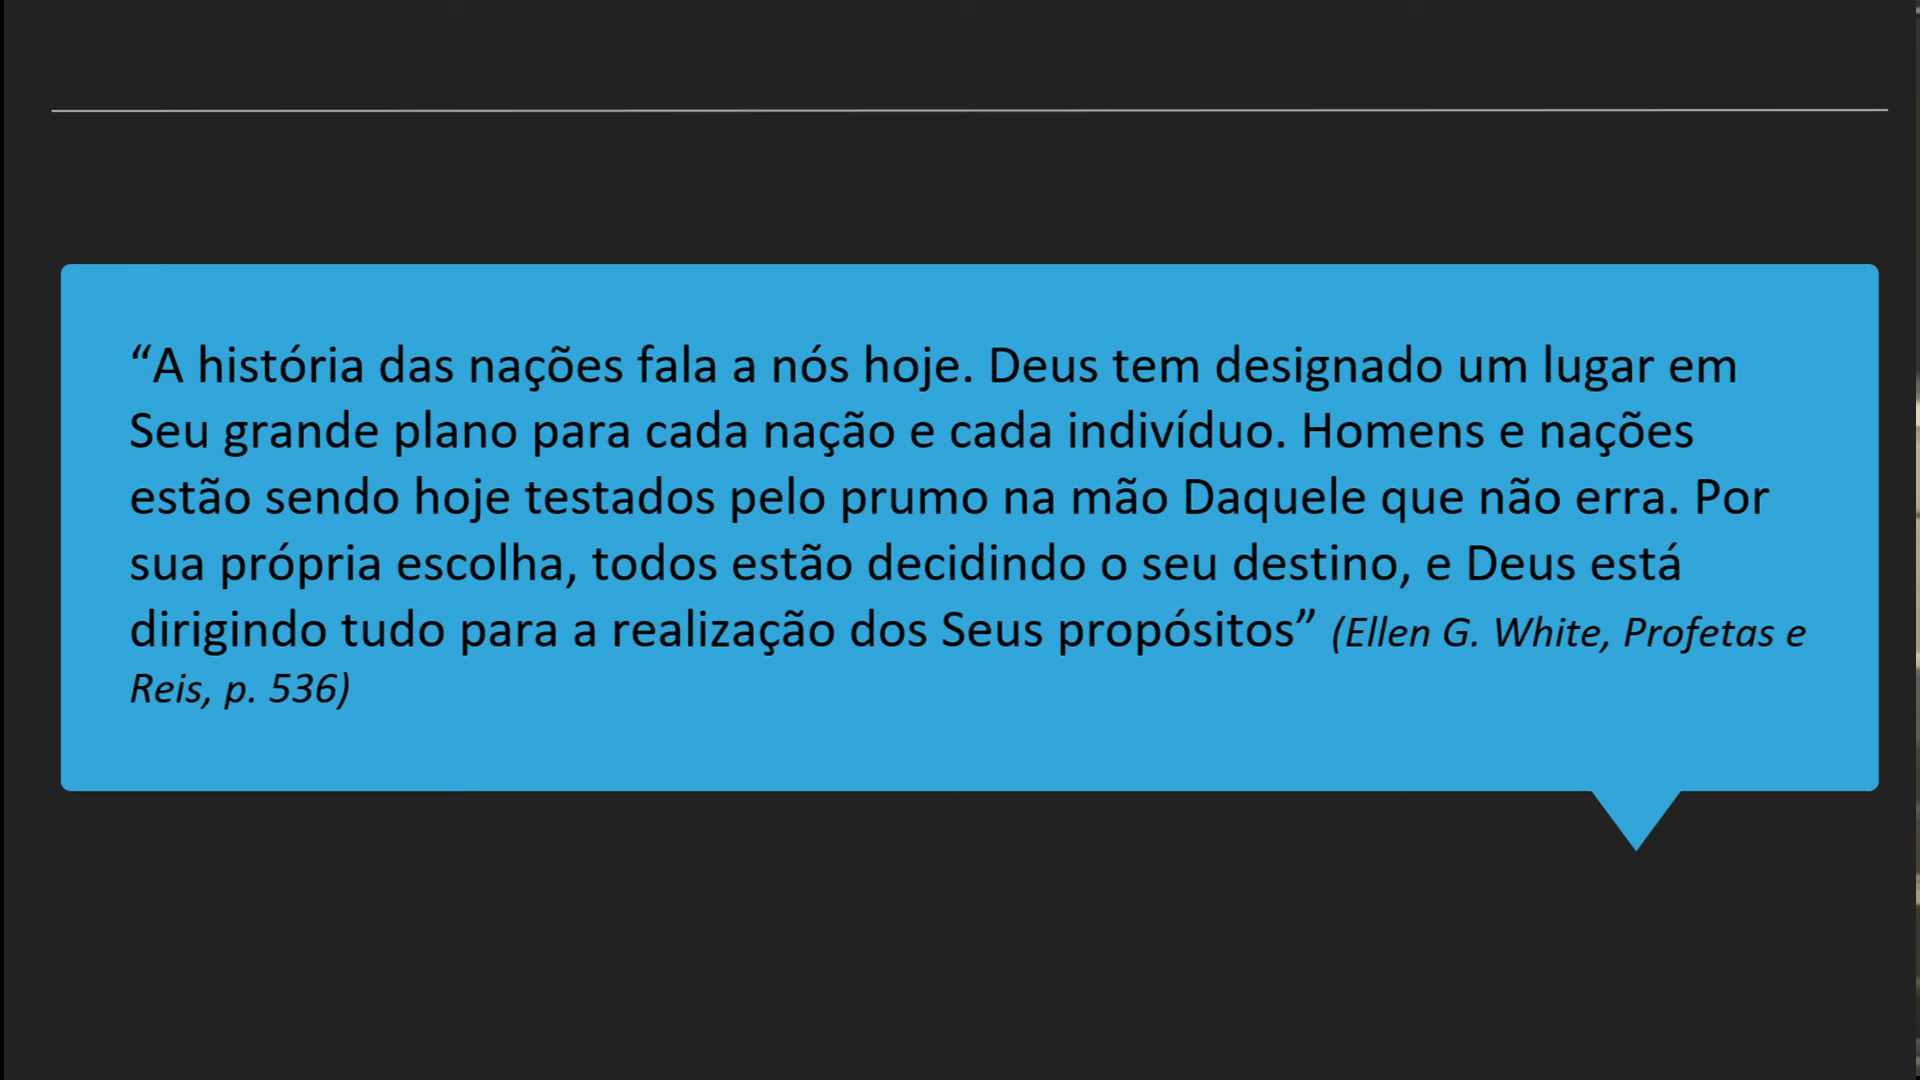 “A história das nações fala a nós hoje. Deus tem designado um lugar em
Seu grande plano para cada nação e cada indivíduo. Homens e nações
estão sendo hoje testados pelo prumo na mão Daquele que não erra. Por
sua própria escolha, todos estão decidindo o seu destino, e Deus está
dirigindo tudo para a realização dos Seus propósitos” (Ellen G. White, Profetas e
Reis, p. 536)